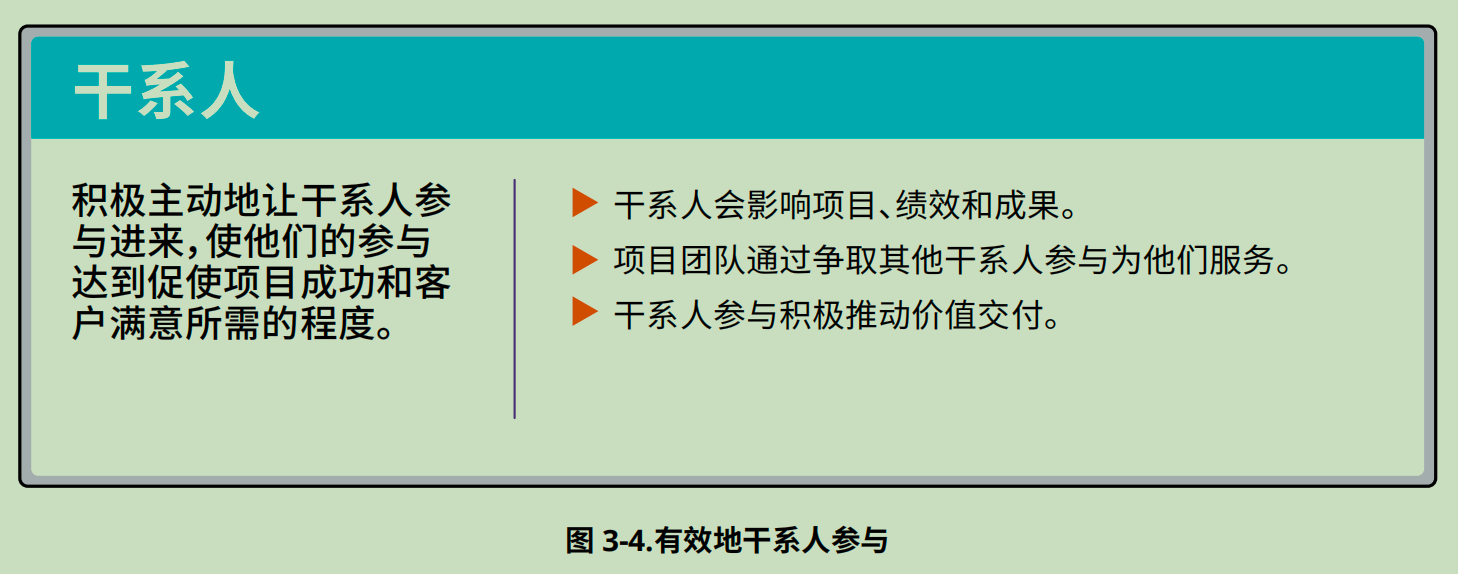 干系人
积极主动地让干系人参
与进来，使他们的参与
达到促使项目成功和客
户满意所需的程度。
干系人会影响项目、绩效和成果。
项目团队通过争取其他干系人参与为他们服务。
干系人参与积极推动价值交付。
图 3-4.有效地干系人参与